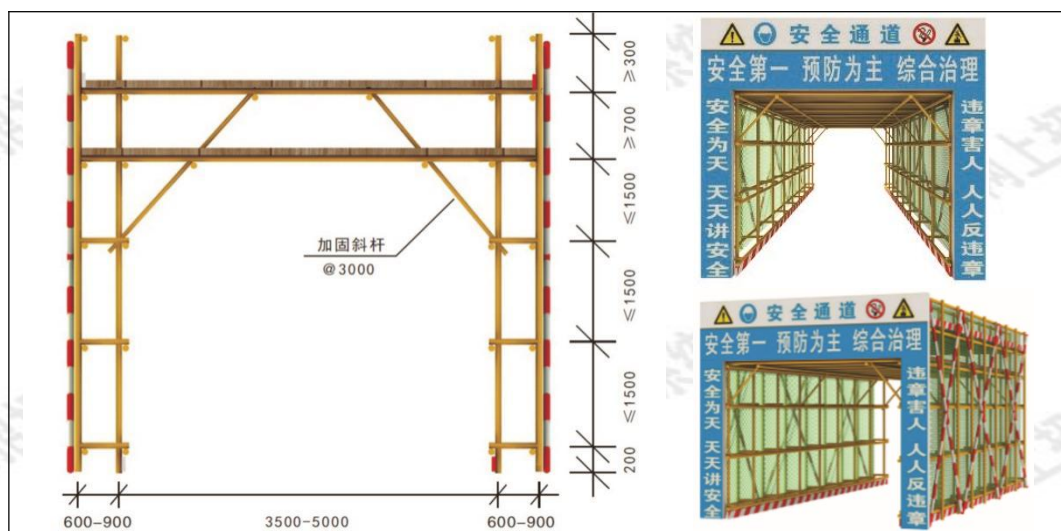 ≥300
≥700
≤1500
≤1500
≤1500
200
加固斜杆
@3000
600-900
3500-5000
600-900
安全通道
安全第一 预防为主 综合治理
安全为天 天天讲安全
违章害人 人人反违章
安全通道
安全第一 预防为主 综合治理
安全为天 天天讲安全
违章害人 人人反违章